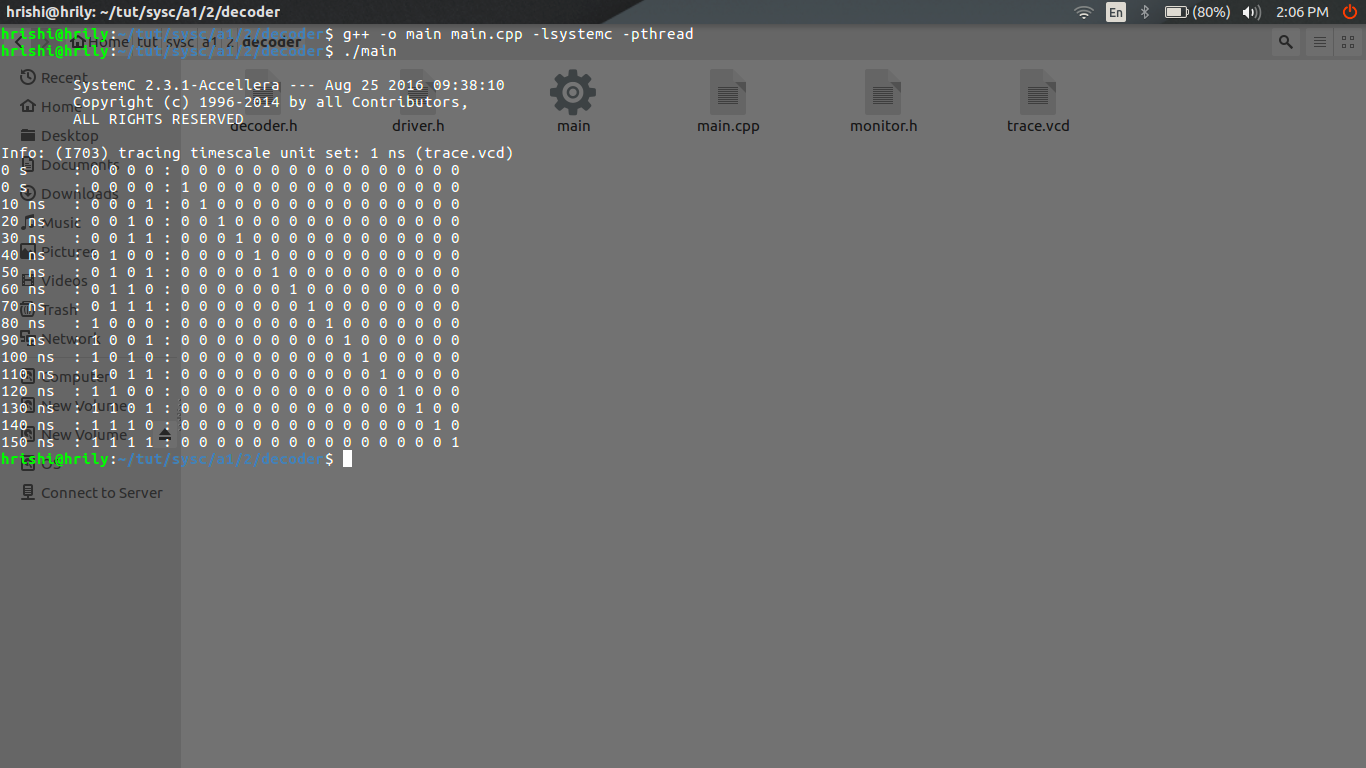 hrishi@hrily: ~/tut/sysc/a1/2/decoder
En
(80%)
2:06 PM
hrishi@hrily:~/tut/sysc/a1/2/decoder$ g++ -o main main.cpp -lsystemc -pthread
Home tut sysc a1 2 decoder
hrishi@hrily:~/tut/sysc/a1/2/decoder$ ./main
SystemC 2.3.1-Accellera --- Aug 25 2016 09:38:10
Copyright (c) 1996-2014 by all Contributors,
ALL RIGHTS RESERVED
Info: (I703) tracing timescale unit set: 1 ns (trace.vcd)
0 s : 0 0 0 0 : 0 0 0 0 0 0 0 0 0 0 0 0 0 0 0 0
0 s : 0 0 0 0 : 1 0 0 0 0 0 0 0 0 0 0 0 0 0 0 0
10 ns : 0 0 0 1 : 0 1 0 0 0 0 0 0 0 0 0 0 0 0 0 0
20 ns : 0 0 1 0 : 0 0 1 0 0 0 0 0 0 0 0 0 0 0 0 0
30 ns : 0 0 1 1 : 0 0 0 1 0 0 0 0 0 0 0 0 0 0 0 0
40 ns : 0 1 0 0 : 0 0 0 0 1 0 0 0 0 0 0 0 0 0 0 0
50 ns : 0 1 0 1 : 0 0 0 0 0 1 0 0 0 0 0 0 0 0 0 0
60 ns : 0 1 1 0 : 0 0 0 0 0 0 1 0 0 0 0 0 0 0 0 0
70 ns : 0 1 1 1 : 0 0 0 0 0 0 0 1 0 0 0 0 0 0 0 0
80 ns : 1 0 0 0 : 0 0 0 0 0 0 0 0 1 0 0 0 0 0 0 0
90 ns : 1 0 0 1 : 0 0 0 0 0 0 0 0 0 1 0 0 0 0 0 0
100 ns : 1 0 1 0 : 0 0 0 0 0 0 0 0 0 0 1 0 0 0 0 0
110 ns : 1 0 1 1 : 0 0 0 0 0 0 0 0 0 0 0 1 0 0 0 0
120 ns : 1 1 0 0 : 0 0 0 0 0 0 0 0 0 0 0 0 1 0 0 0
130 ns : 1 1 0 1 : 0 0 0 0 0 0 0 0 0 0 0 0 0 1 0 0
140 ns : 1 1 1 0 : 0 0 0 0 0 0 0 0 0 0 0 0 0 0 1 0
150 ns : 1 1 1 1 : 0 0 0 0 0 0 0 0 0 0 0 0 0 0 0 1
hrishi@hrily:~/tut/sysc/a1/2/decoder$
Recent
Home
Desktop
Documents
Downloads
Music
Pictures
Videos
Trash
Network
Computer
New Volume
New Volume
OS
Connect to Server
decoder.h
driver.h
main
main.cpp
monitor.h
trace.vcd